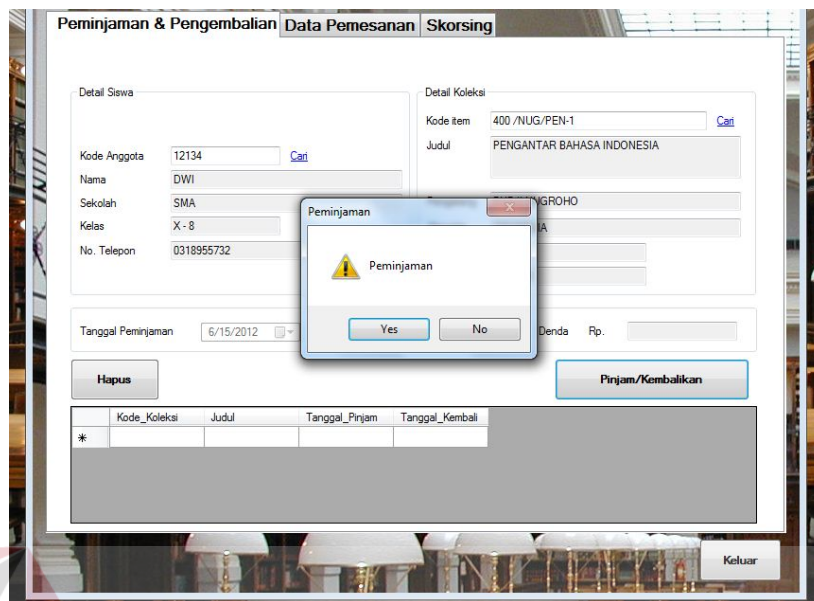 Peminjaman & Pengembalian Data Pemesanan Skorsing
Detail Siswa
Kode Anggota 12134 Cari
Nama DWI
Sekolah SMA
Kelas X - 8
No. Telepon 0318955732
Detail Koleksi
Kode item 400 /NUG/PEN-1 Cari
Judul PENGANTAR BAHASA INDONESIA
Peminjaman
Peminjaman
Yes No
Tanggal Peminjaman 6/15/2012 Denda Rp.
Hapus Pinjam/Kembalikan
Kode_Koleksi Judul Tanggal_Pinjam Tanggal_Kembali
Keluar